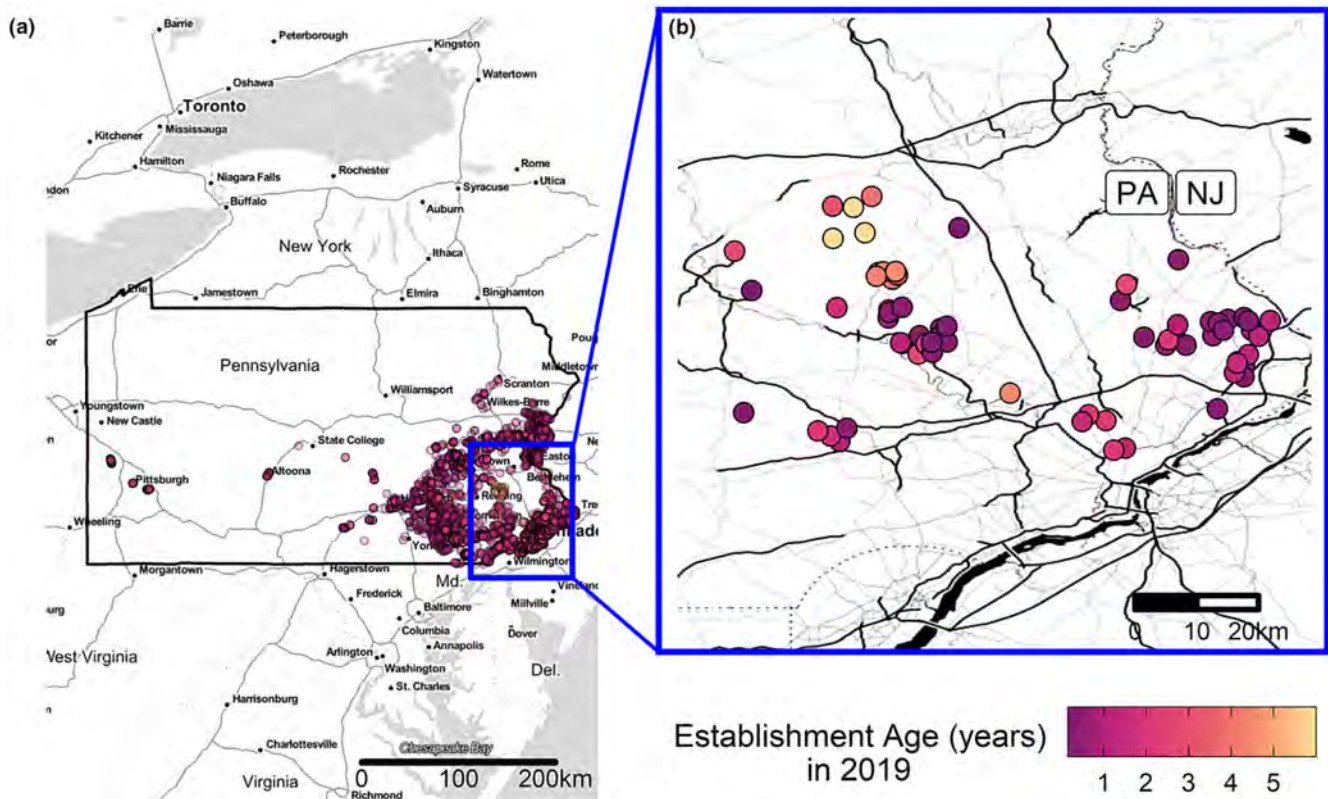 (a)
Barrie
Peterborough
Kingston
Watertown
Oshawa
Toronto
Mississauga
Kitchener
Hamilton
Niagara Falls
Rochester
Rome
Utica
Syracuse
Buffalo
Auburn
New York
Ithaca
Erie
Jamestown
Elmira
Binghamton
Pennsylvania
Middletown
Scranton
Williamsport
Wilkes-Barre
Youngstown
New Castle
State College
Easton
Bethlehem
Altoona
Pittsburgh
Reading
Wheeling
Wilmington
Morgantown
Hagerstown
Md.
Vineland
Frederick
Millville
Baltimore
Columbia
Dover
West Virginia
Arlington
Annapolis
Washington
Del.
St. Charles
Harrisonburg
Chesapeake Bay
Charlottesville
Virginia
0 100 200km
Richmond
(b)
PA NJ
0 10 20km
Establishment Age (years)
in 2019
1 2 3 4 5